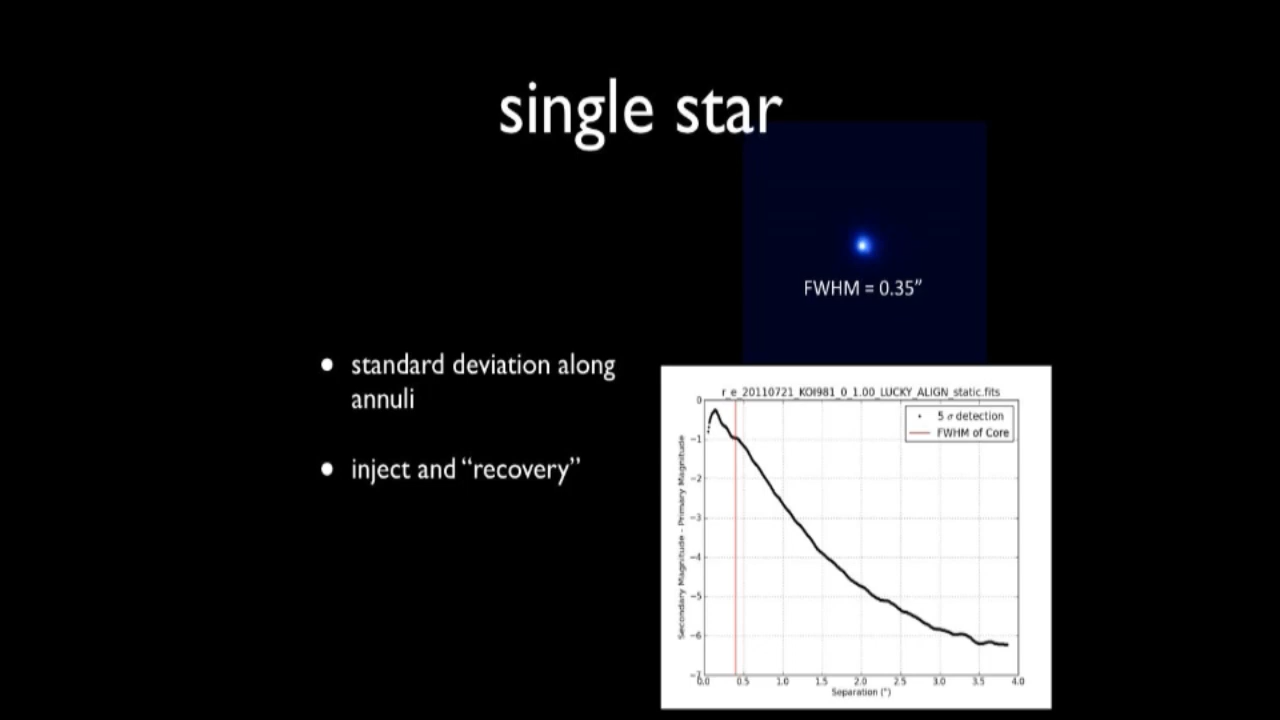 single star
FWHM = 0.35”
• standard deviation along
annuli
• inject and “recovery”
r_e_20110721_KOI981_0_1.00_LUCKY_ALIGN_static.fits
5 σ detection
FWHM of Core
Secondary Magnitude - Primary Magnitude
0
−1
−2
−3
−4
−5
−6
−7
0.0 0.5 1.0 1.5 2.0 2.5 3.0 3.5 4.0
Separation (")